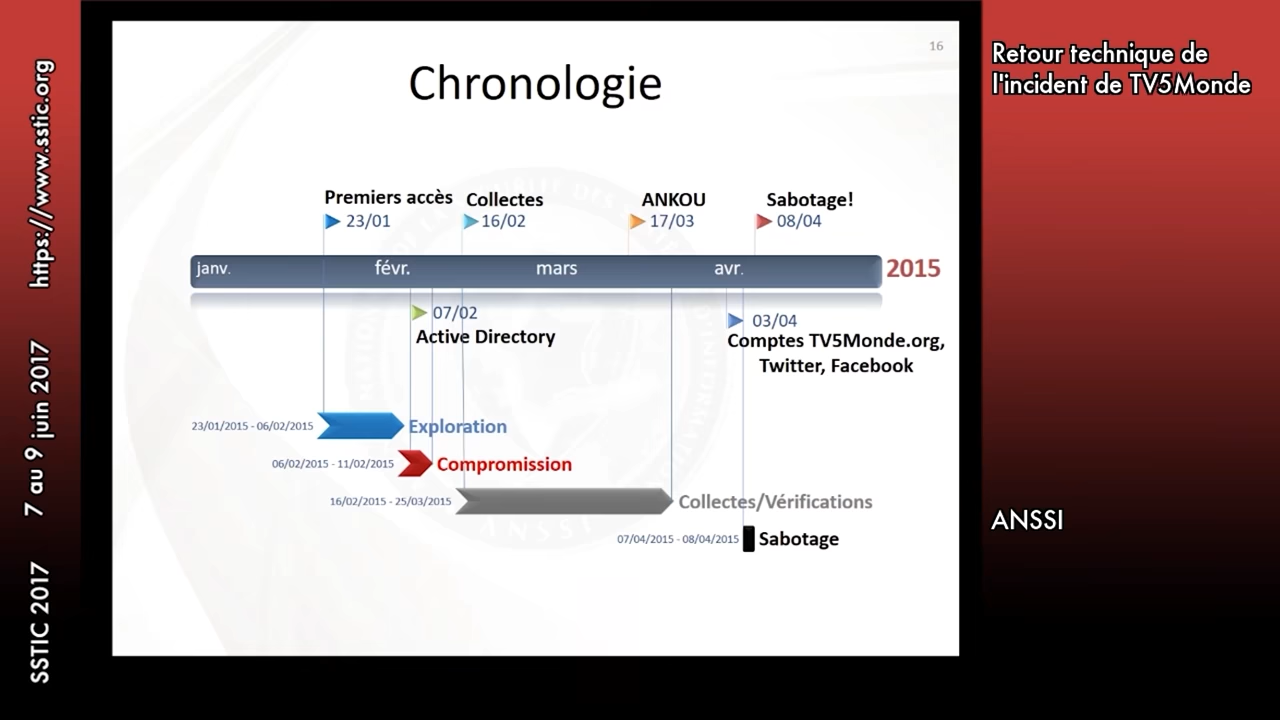 https://www.sstic.org
7 au 9 juin 2017
SSTIC 2017
16
Chronologie
Premiers accès
23/01
Collectes
16/02
ANKOU
17/03
Sabotage!
08/04
janv.
févr.
mars
avr.
2015
07/02
Active Directory
03/04
Comptes TV5Monde.org,
Twitter, Facebook
23/01/2015 - 06/02/2015
Exploration
06/02/2015 - 11/02/2015
Compromission
16/02/2015 - 25/03/2015
Collectes/Vérifications
07/04/2015 - 08/04/2015
Sabotage
ANSSI
Retour technique de
l'incident de TV5Monde
ANSSI